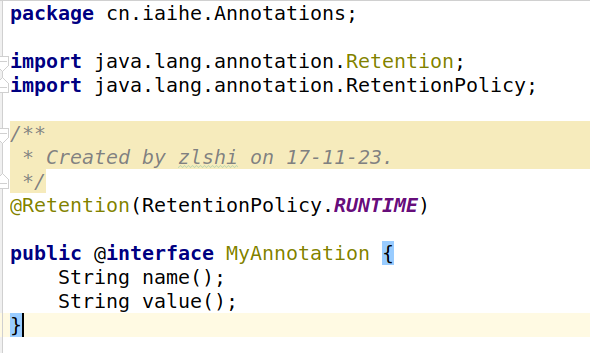 package cn.iaihe.Annotations;
import java.lang.annotation.Retention;
import java.lang.annotation.RetentionPolicy;
/**
 * Created by zlshi on 17-11-23.
 */
@Retention(RetentionPolicy.RUNTIME)
public @interface MyAnnotation {
    String name();
    String value();
}